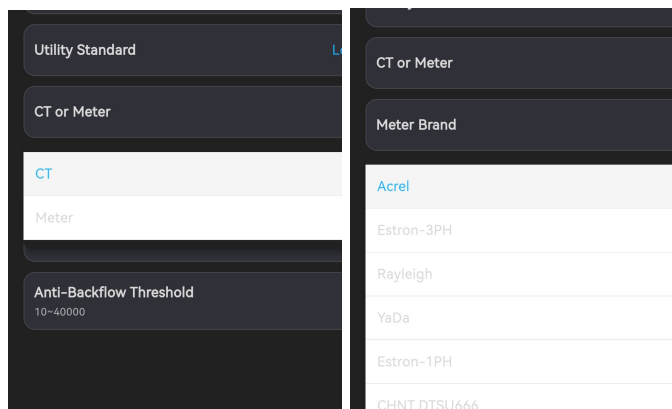 Utility Standard
CT or Meter
CT
Meter
Anti-Backflow Threshold
10~40000
CT or Meter
Meter Brand
Acrel
Estron-3PH
Rayleigh
YaDa
Estron-1PH
CHNT DTSU666